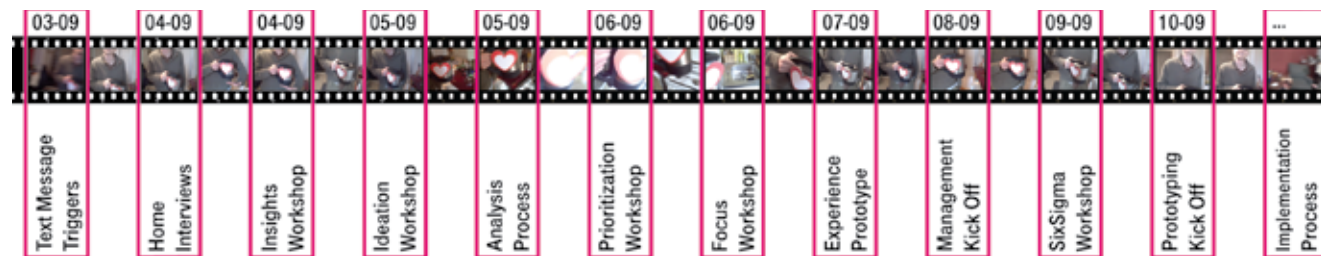 03-09
04-09
04-09
05-09
05-09
06-09
06-09
07-09
08-09
09-09
10-09
...
Text Message
Triggers
Home
Interviews
Insights
Workshop
Ideation
Workshop
Analysis
Process
Prioritization
Workshop
Focus
Workshop
Experience
Prototype
Management
Kick Off
SixSigma
Workshop
Prototyping
Kick Off
Implementation
Process